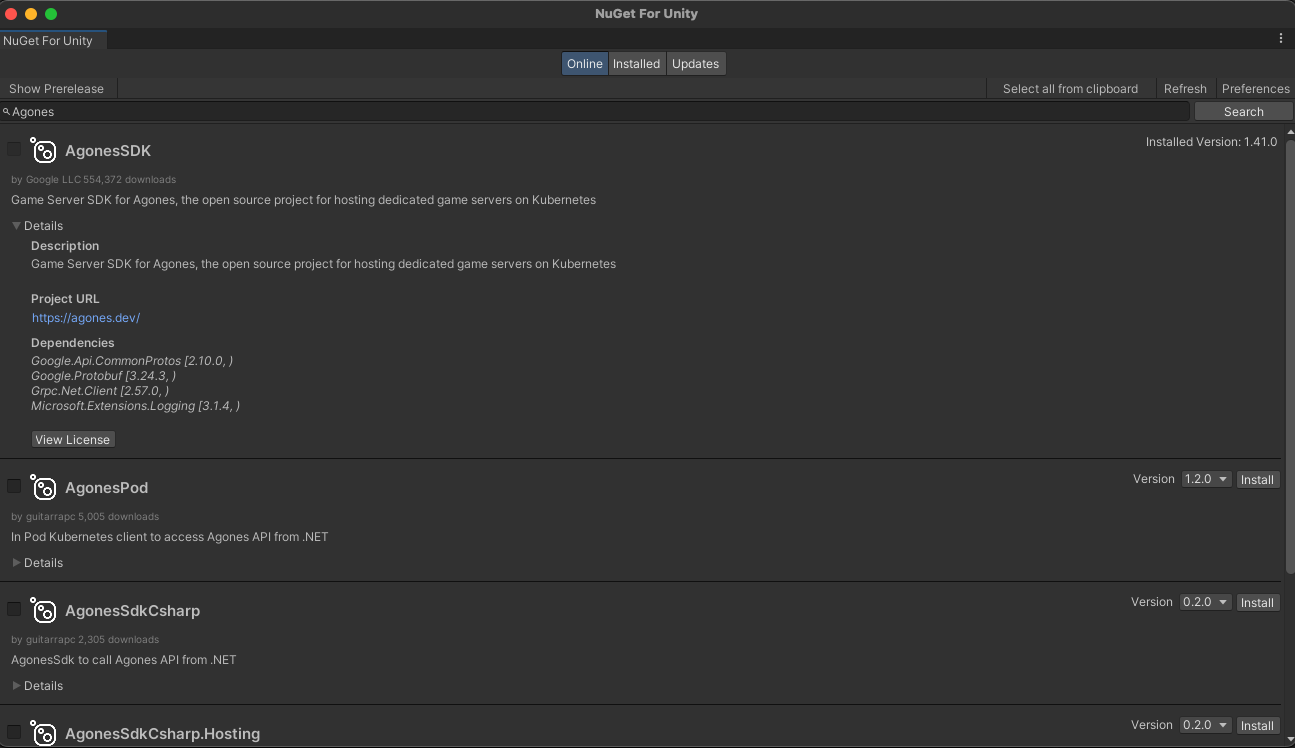 NuGet For Unity
NuGet For Unity
Online Installed Updates
Show Prerelease Select all from clipboard Refresh Preferences
Agones Search
AgonesSDK Installed Version: 1.41.0
by Google LLC 554,372 downloads
Game Server SDK for Agones, the open source project for hosting dedicated game servers on Kubernetes
Details
Description
Game Server SDK for Agones, the open source project for hosting dedicated game servers on Kubernetes
Project URL
https://agones.dev/
Dependencies
Google.Api.CommonProtos [2.10.0, )
Google.Protobuf [3.24.3, )
Grpc.Net.Client [2.57.0, )
Microsoft.Extensions.Logging [3.1.4, )
View License
AgonesPod Version 1.2.0 Install
by guitarrapc 5,005 downloads
In Pod Kubernetes client to access Agones API from .NET
Details
AgonesSdkCsharp Version 0.2.0 Install
by guitarrapc 2,305 downloads
AgonesSdk to call Agones API from .NET
Details
AgonesSdkCsharp.Hosting Version 0.2.0 Install